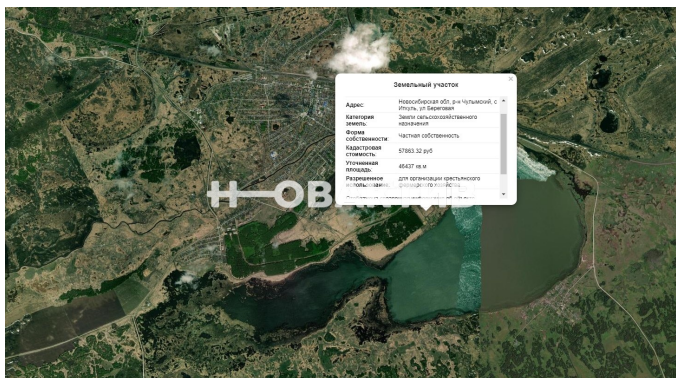 Земельный участок
Адрес: Новосибирская обл, р-н Чулымский, с
Иткуль, ул Береговая
Категория земель: Земли сельскохозяйственного
назначения
Форма собственности: Частная собственность
Кадастровая стоимость: 57863.32 руб
Уточненная площадь: 46437 кв.м
Разрешенное использование: для организации крестьянского
фермерского хозяйства
Н ОВ